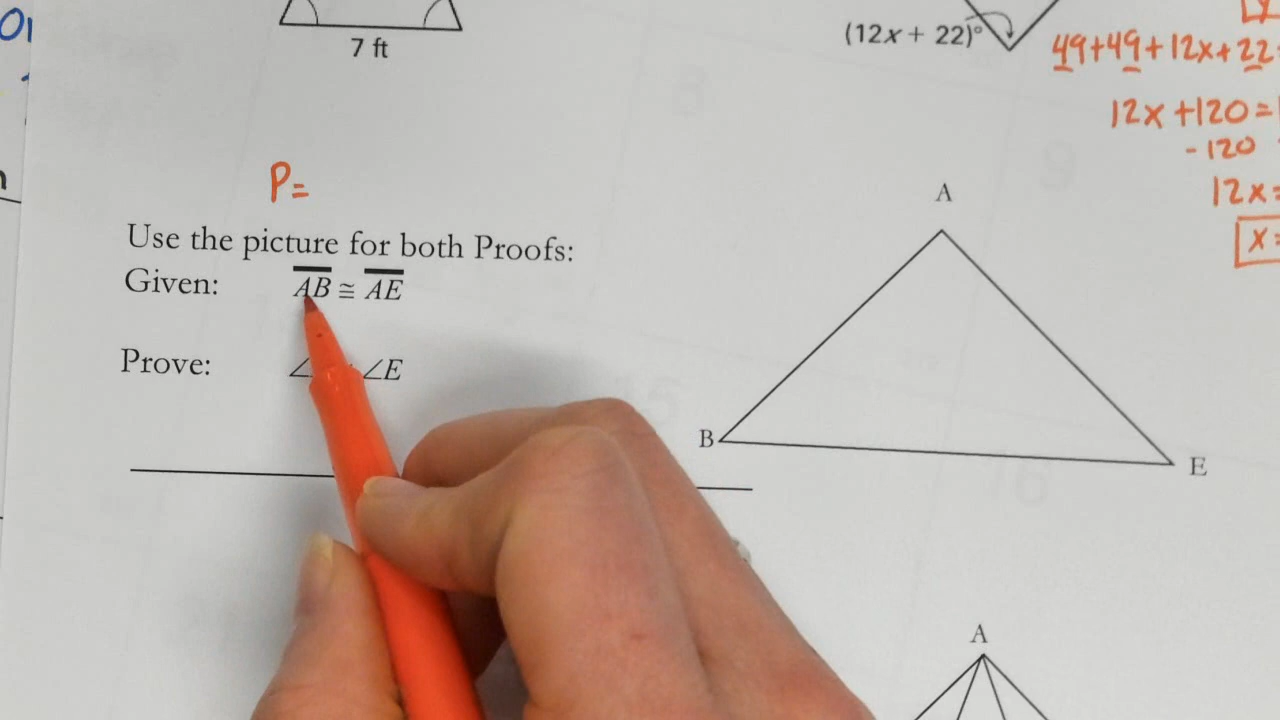 7 ft
(12x + 22)°
49+49+12x+22
12x+120=
-120
12x=
x=
P=
Use the picture for both Proofs:
Given: AB ≅ AE
Prove: ∠ ∠E
A
B
E
A